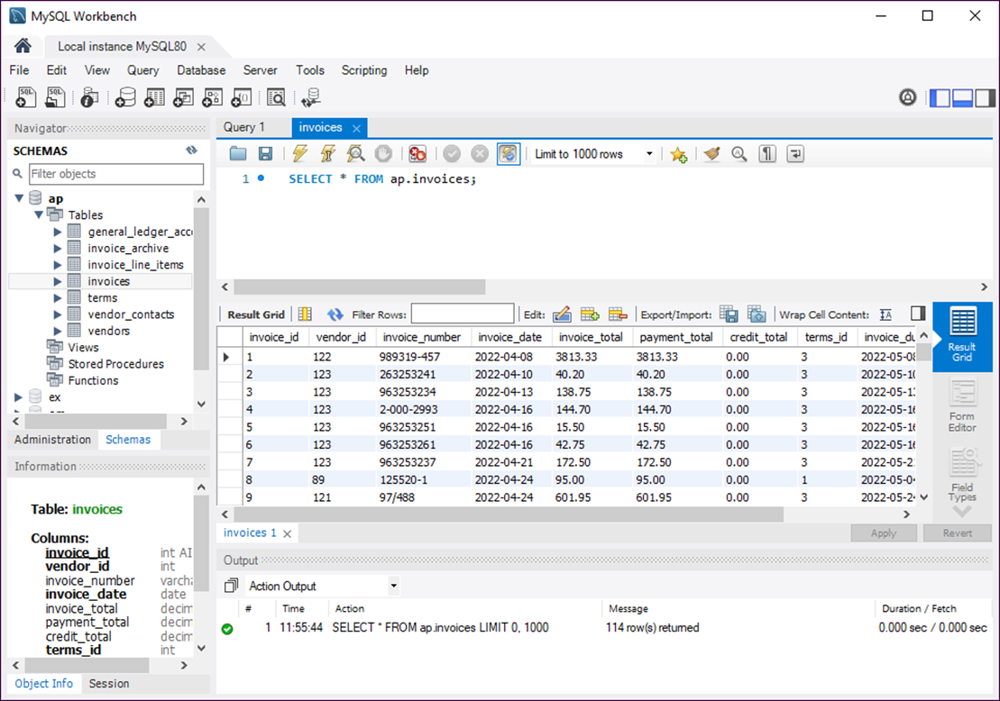 MySQL Workbench
Local instance MySQL80
File Edit View Query Database Server Tools Scripting Help
Navigator
SCHEMAS
Filter objects
ap
Tables
general_ledger_acc
invoice_archive
invoice_line_items
invoices
terms
vendor_contacts
vendors
Views
Stored Procedures
Functions
ex
Administration Schemas
Information
Table: invoices
Columns:
invoice_id int AI
vendor_id int
invoice_number varcha
invoice_date date
invoice_total decim
payment_total decim
credit_total decim
terms_id int
Object Info Session
Query 1 invoices
Limit to 1000 rows
1 SELECT * FROM ap.invoices;
Result Grid Filter Rows: Edit: Export/Import: Wrap Cell Content:
invoice_id vendor_id invoice_number invoice_date invoice_total payment_total credit_total terms_id invoice_du
1 122 989319-457 2022-04-08 3813.33 3813.33 0.00 3 2022-05-08
2 123 263253241 2022-04-10 40.20 40.20 0.00 3 2022-05-10
3 123 963253234 2022-04-13 138.75 138.75 0.00 3 2022-05-13
4 123 2-000-2993 2022-04-16 144.70 144.70 0.00 3 2022-05-16
5 123 963253251 2022-04-16 15.50 15.50 0.00 3 2022-05-16
6 123 963253261 2022-04-16 42.75 42.75 0.00 3 2022-05-16
7 123 963253237 2022-04-21 172.50 172.50 0.00 3 2022-05-21
8 89 125520-1 2022-04-24 95.00 95.00 0.00 1 2022-05-04
9 121 97/488 2022-04-24 601.95 601.95 0.00 3 2022-05-24
Result
Grid
Form
Editor
Field
Types
invoices 1
Apply Revert
Output
Action Output
# Time Action Message Duration / Fetch
1 11:55:44 SELECT * FROM ap.invoices LIMIT 0, 1000 114 row(s) returned 0.000 sec / 0.000 sec